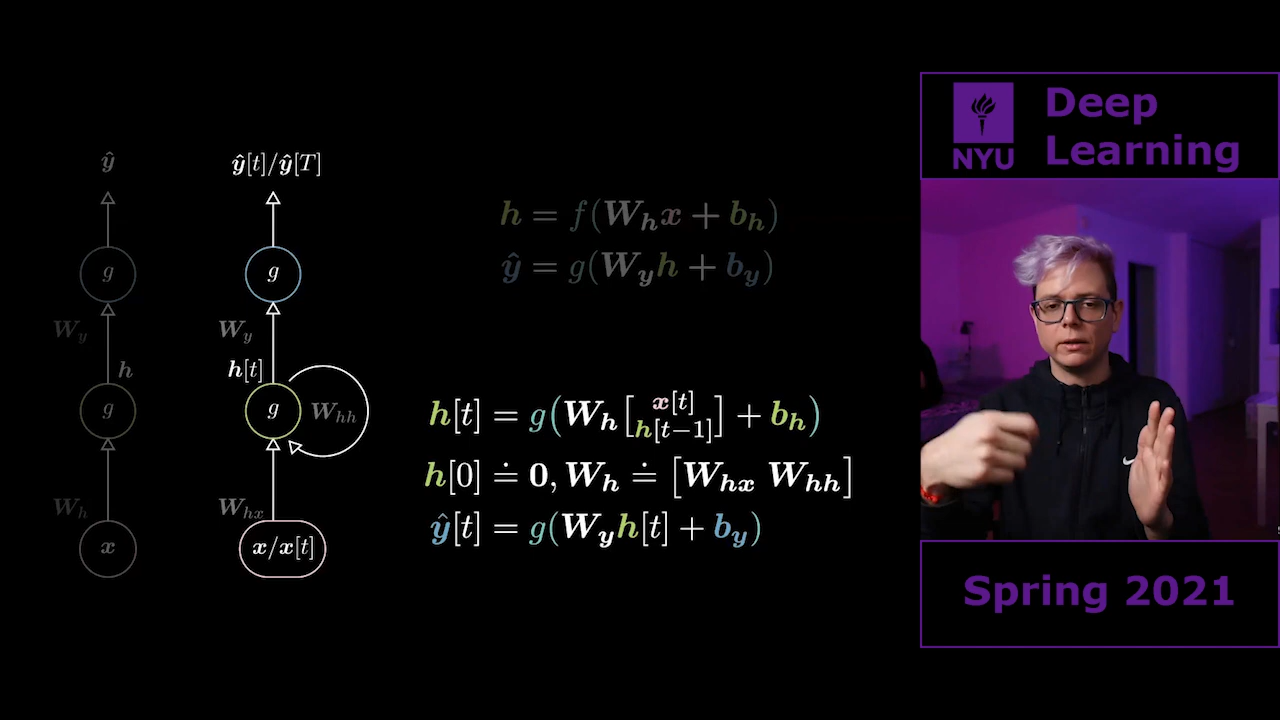 ŷ
g
W_y
h
g
W_h
x
ŷ[t]/ŷ[T]
g
W_y
h[t]
g
W_hh
W_hx
x/x[t]
h = f(W_h x + b_h)
ŷ = g(W_y h + b_y)
h[t] = g(W_h [x[t] h[t−1]] + b_h)
h[0] ≐ 0, W_h ≐ [W_hx W_hh]
ŷ[t] = g(W_y h[t] + b_y)
NYU
Deep
Learning
Spring 2021